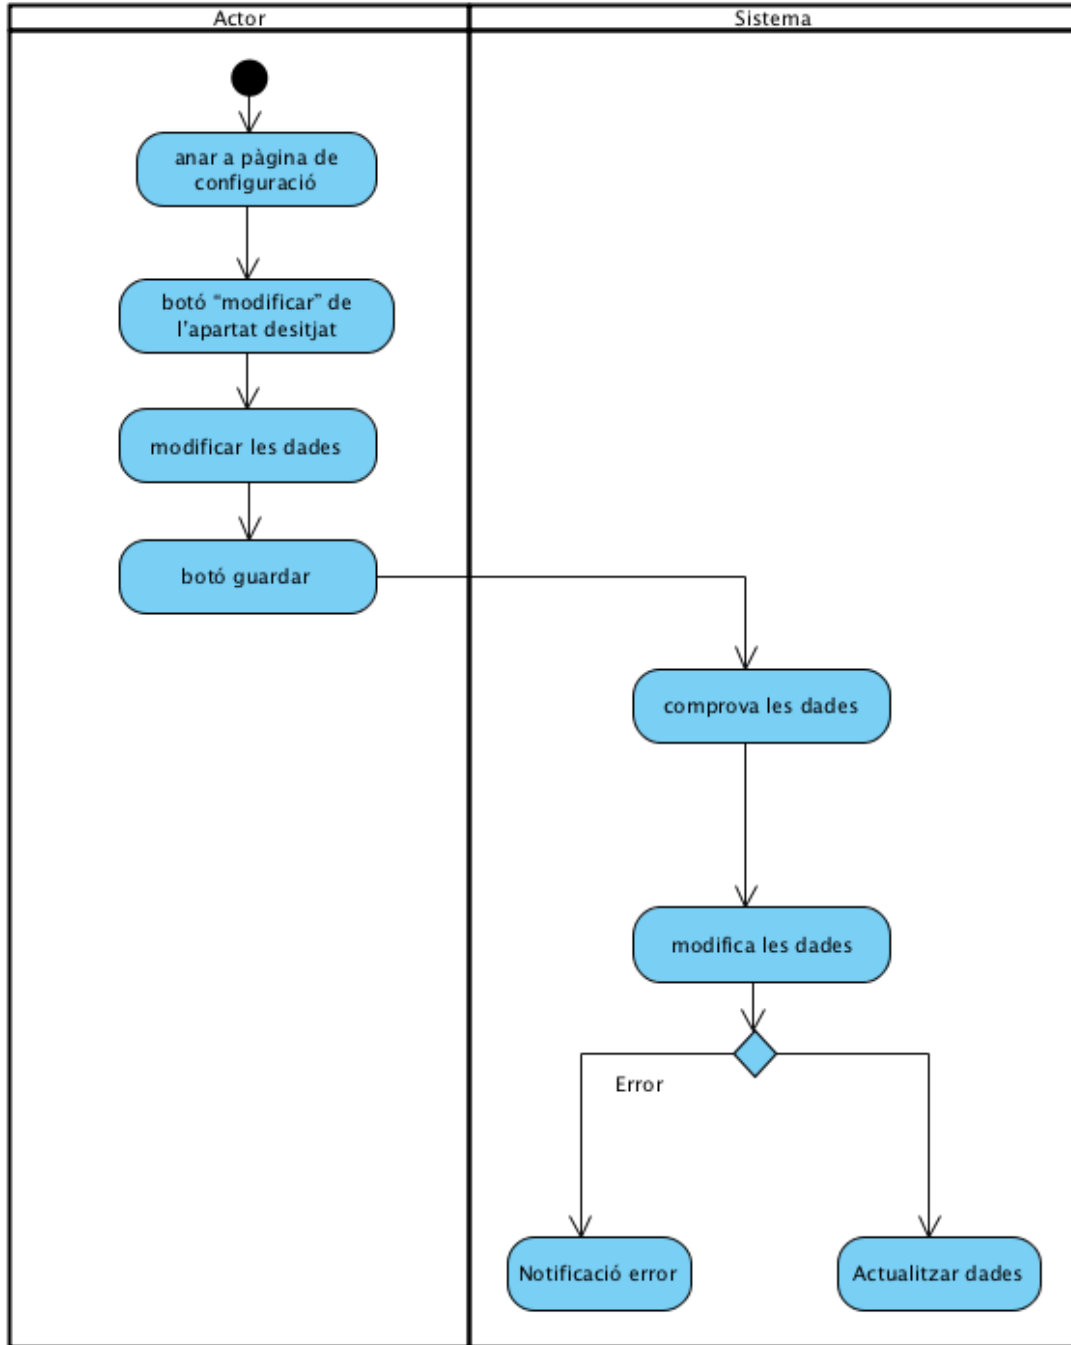 Actor
Sistema
anar a pàgina de
configuració
botó “modificar” de
l'apartat desitjat
modificar les dades
botó guardar
comprova les dades
modifica les dades
Error
Notificació error
Actualitzar dades